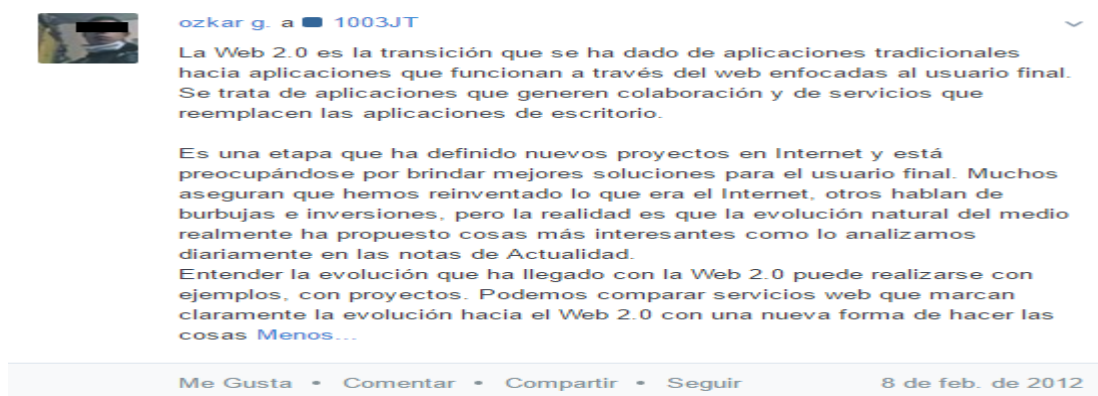 ozkar g. a 1003JT
La Web 2.0 es la transición que se ha dado de aplicaciones tradicionales
hacia aplicaciones que funcionan a través del web enfocadas al usuario final.
Se trata de aplicaciones que generen colaboración y de servicios que
reemplacen las aplicaciones de escritorio.
Es una etapa que ha definido nuevos proyectos en Internet y está
preocupándose por brindar mejores soluciones para el usuario final. Muchos
aseguran que hemos reinventado lo que era el Internet, otros hablan de
burbujas e inversiones, pero la realidad es que la evolución natural del medio
realmente ha propuesto cosas más interesantes como lo analizamos
diariamente en las notas de Actualidad.
Entender la evolución que ha llegado con la Web 2.0 puede realizarse con
ejemplos, con proyectos. Podemos comparar servicios web que marcan
claramente la evolución hacia el Web 2.0 con una nueva forma de hacer las
cosas Menos...
Me Gusta • Comentar • Compartir • Seguir 8 de feb. de 2012